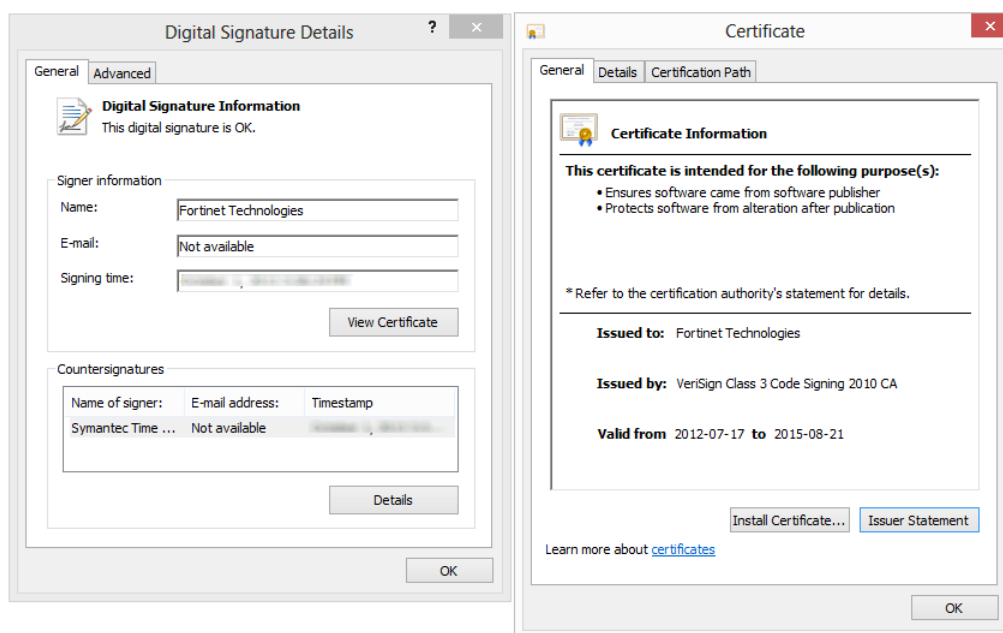 Digital Signature Details
?
General
Advanced
Digital Signature Information
This digital signature is OK.
Signer information
Name:
Fortinet Technologies
E-mail:
Not available
Signing time:
View Certificate
Countersignatures
Name of signer: E-mail address: Timestamp
Symantec Time ... Not available
Details
OK
Certificate
General
Details
Certification Path
Certificate Information
This certificate is intended for the following purpose(s):
• Ensures software came from software publisher
• Protects software from alteration after publication
* Refer to the certification authority's statement for details.
Issued to: Fortinet Technologies
Issued by: VeriSign Class 3 Code Signing 2010 CA
Valid from 2012-07-17 to 2015-08-21
Install Certificate...
Issuer Statement
Learn more about certificates
OK